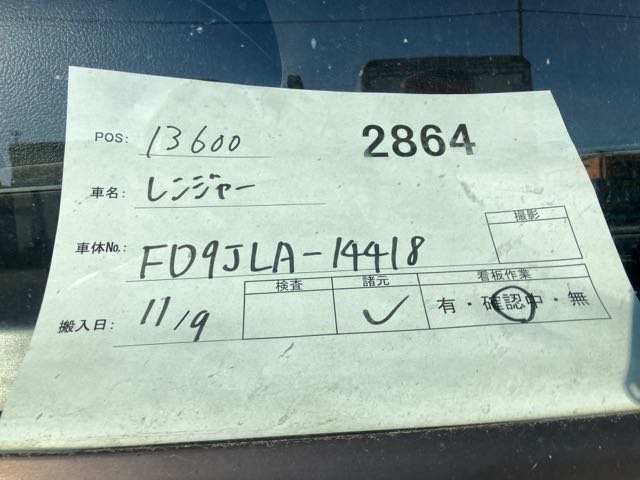 POS: 13600 2864
車名: レンジャー
撮影
車体No.: FD9JLA-14418
検査 諸元 看板作業
搬入日: 11/9 ✓ 有・確認中・無